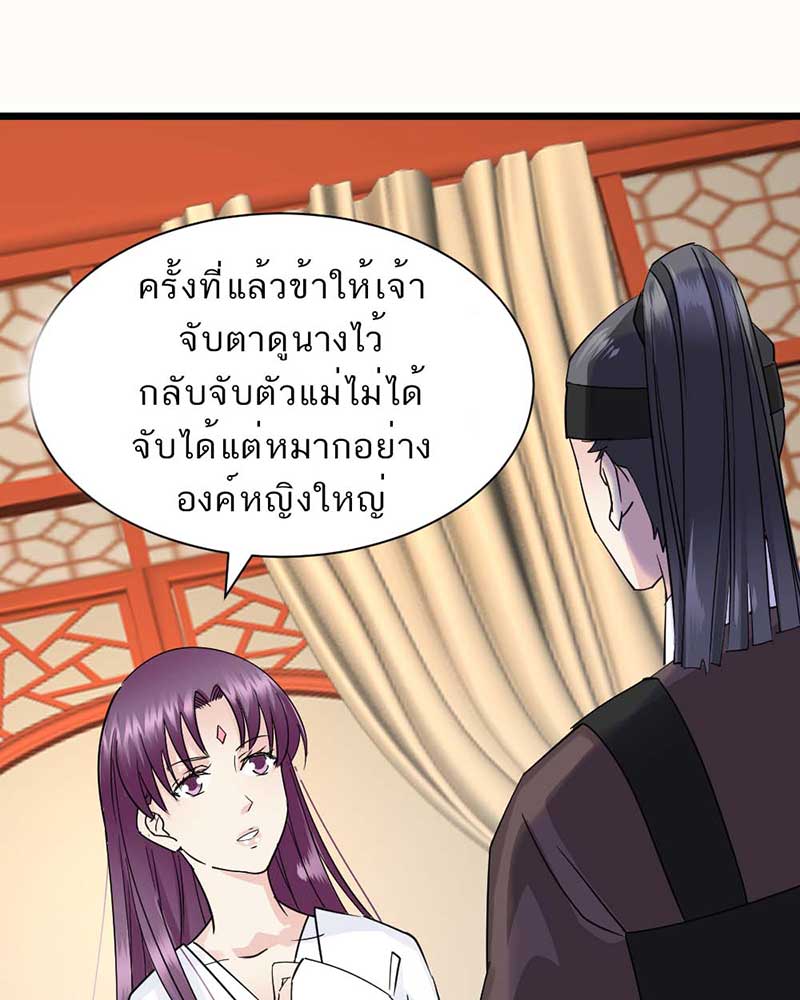 ครั้งที่แล้วข้าให้เจ้า
จับตาดูนางไว้
กลับจับตัวแม่ไม่ได้
จับได้แต่หมากอย่าง
องค์หญิงใหญ่